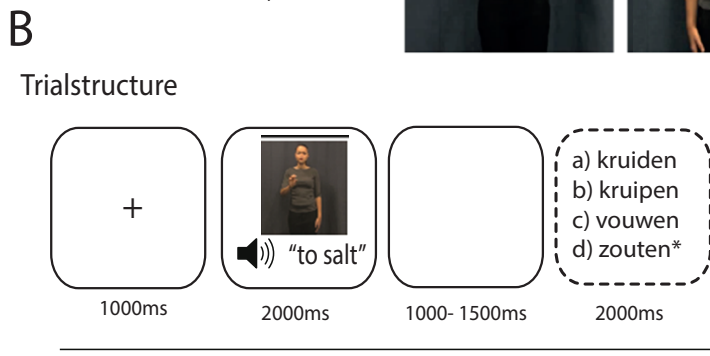 B
Trialstructure
+
"to salt"
a) kruiden
b) kruipen
c) vouwen
d) zouten*
1000ms
2000ms
1000- 1500ms
2000ms